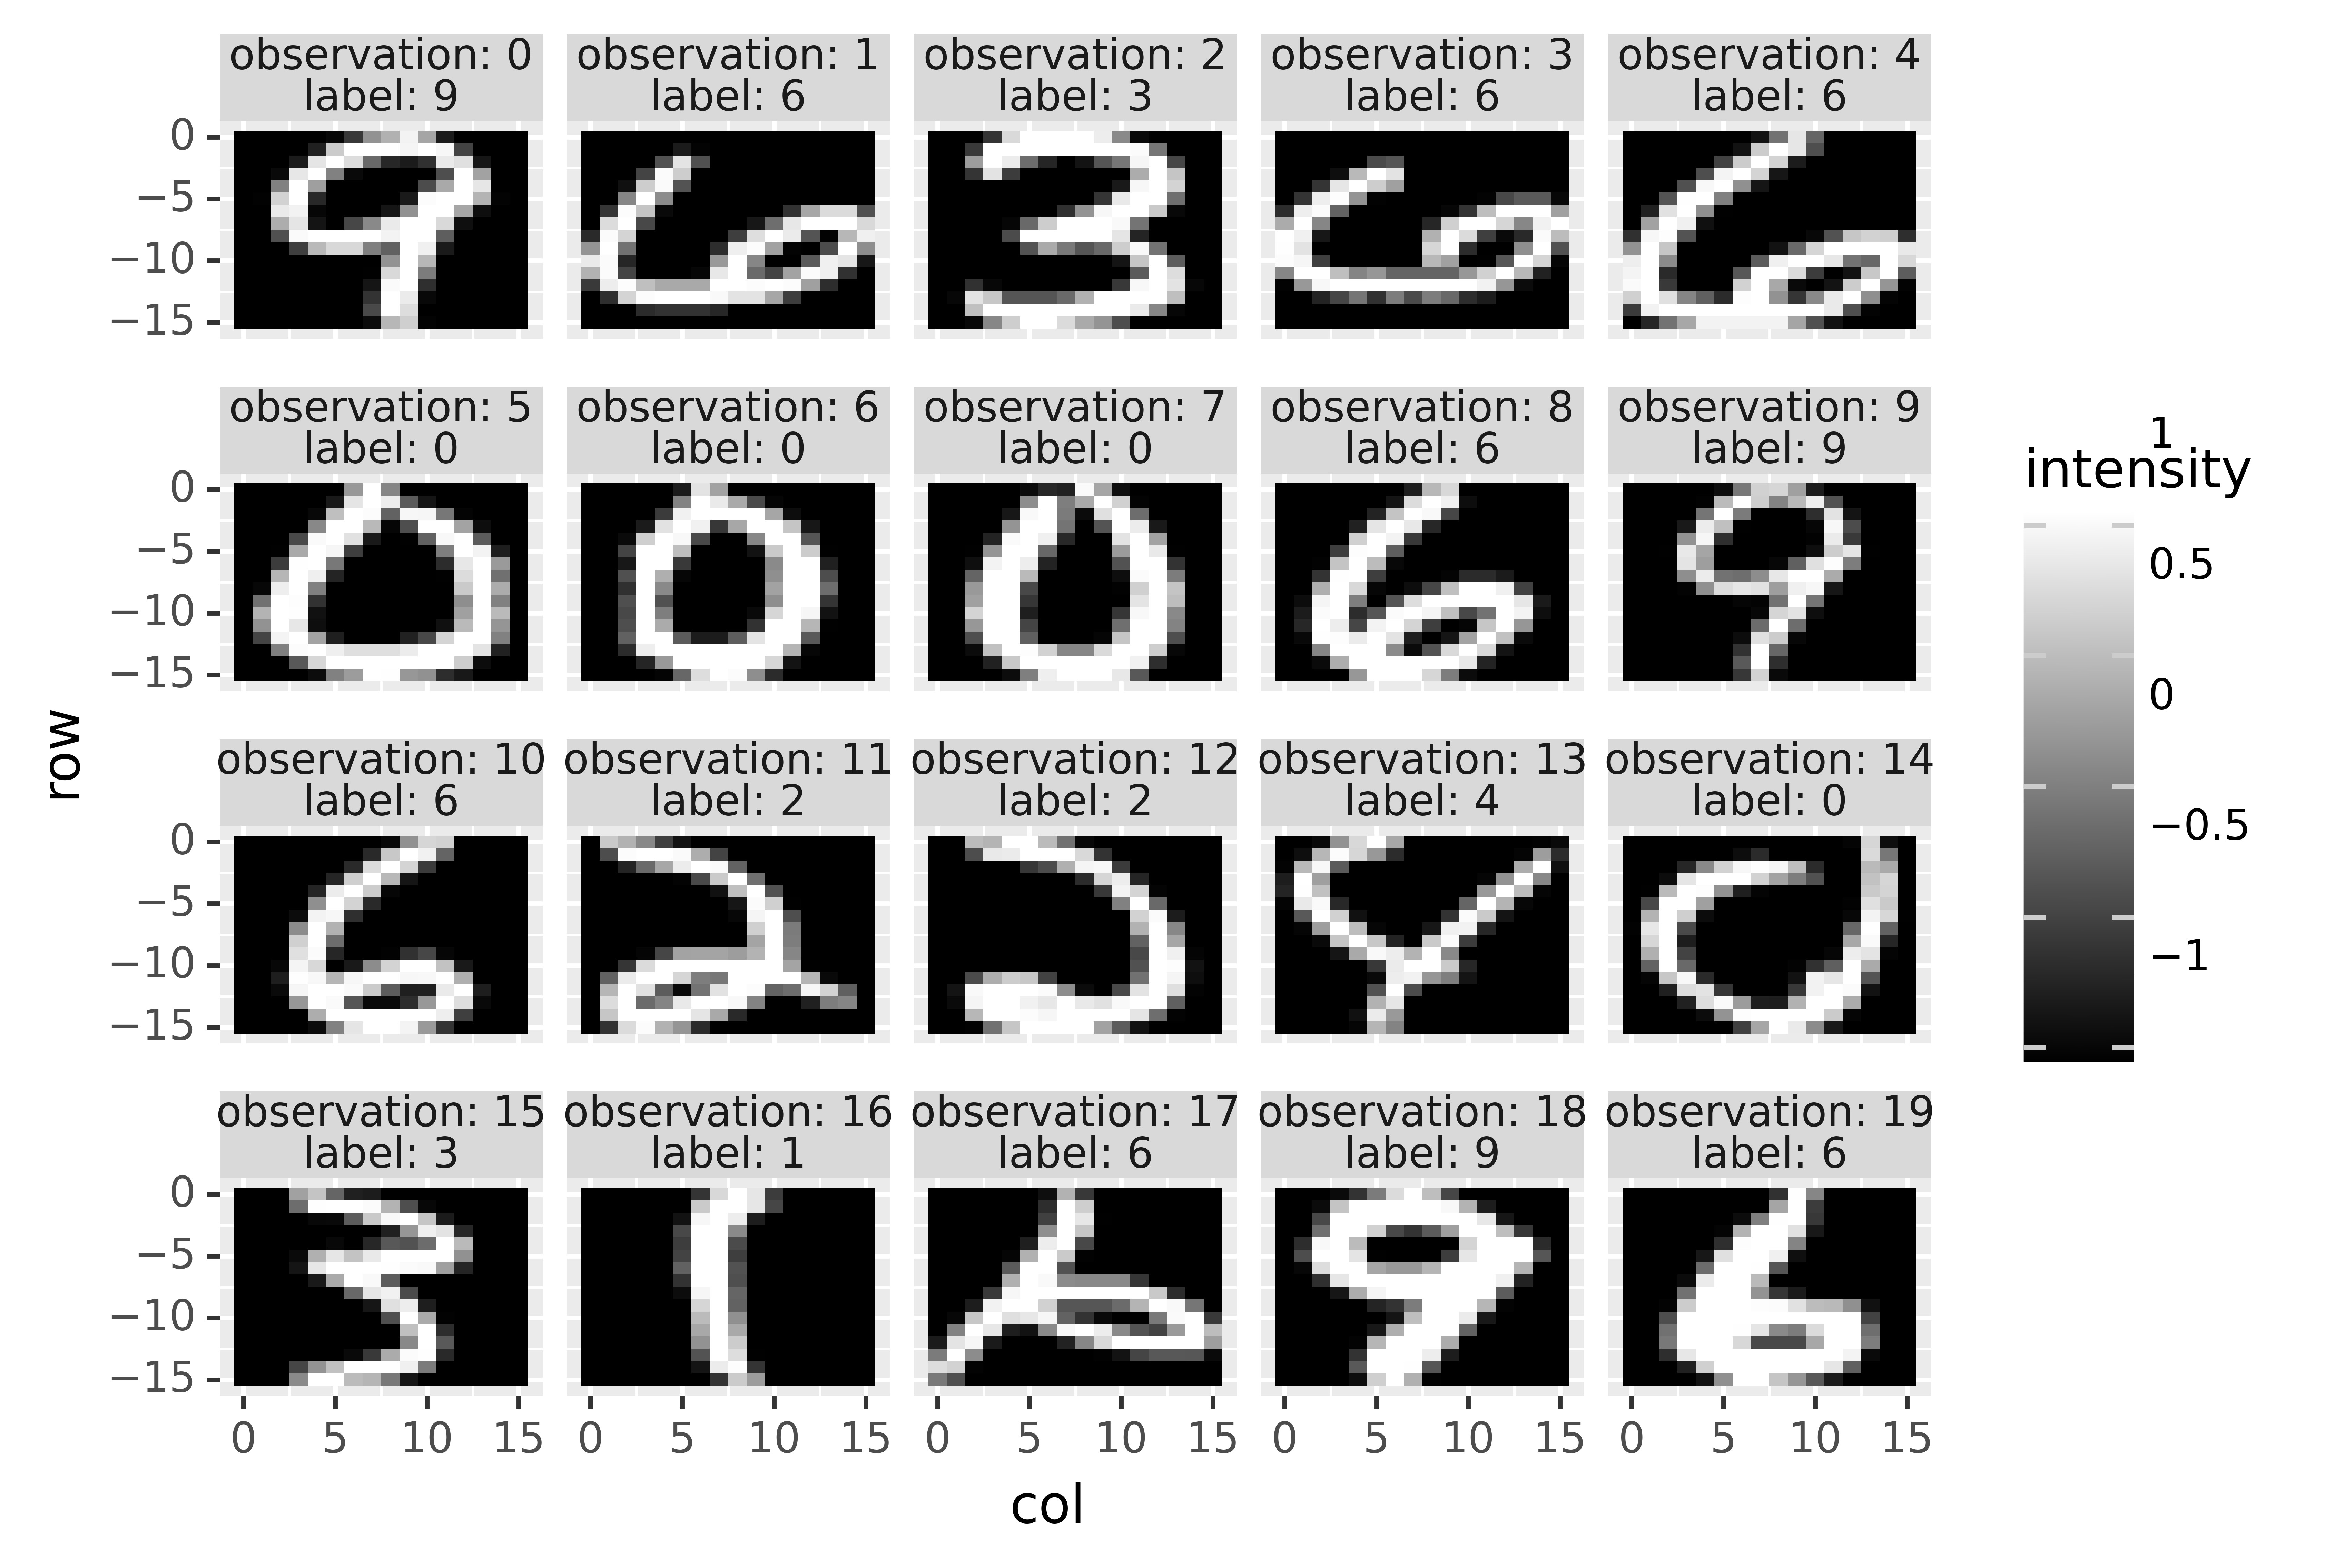 observation: 0
label: 9
observation: 1
label: 6
observation: 2
label: 3
observation: 3
label: 6
observation: 4
label: 6
0
−5
−10
−15
observation: 5
label: 0
observation: 6
label: 0
observation: 7
label: 0
observation: 8
label: 6
observation: 9
label: 9
0
−5
−10
−15
observation: 10
label: 6
observation: 11
label: 2
observation: 12
label: 2
observation: 13
label: 4
observation: 14
label: 0
0
−5
−10
−15
observation: 15
label: 3
observation: 16
label: 1
observation: 17
label: 6
observation: 18
label: 9
observation: 19
label: 6
0
−5
−10
−15
0 5 10 15
0 5 10 15
0 5 10 15
0 5 10 15
0 5 10 15
col
row
intensity
1
0.5
0
−0.5
−1